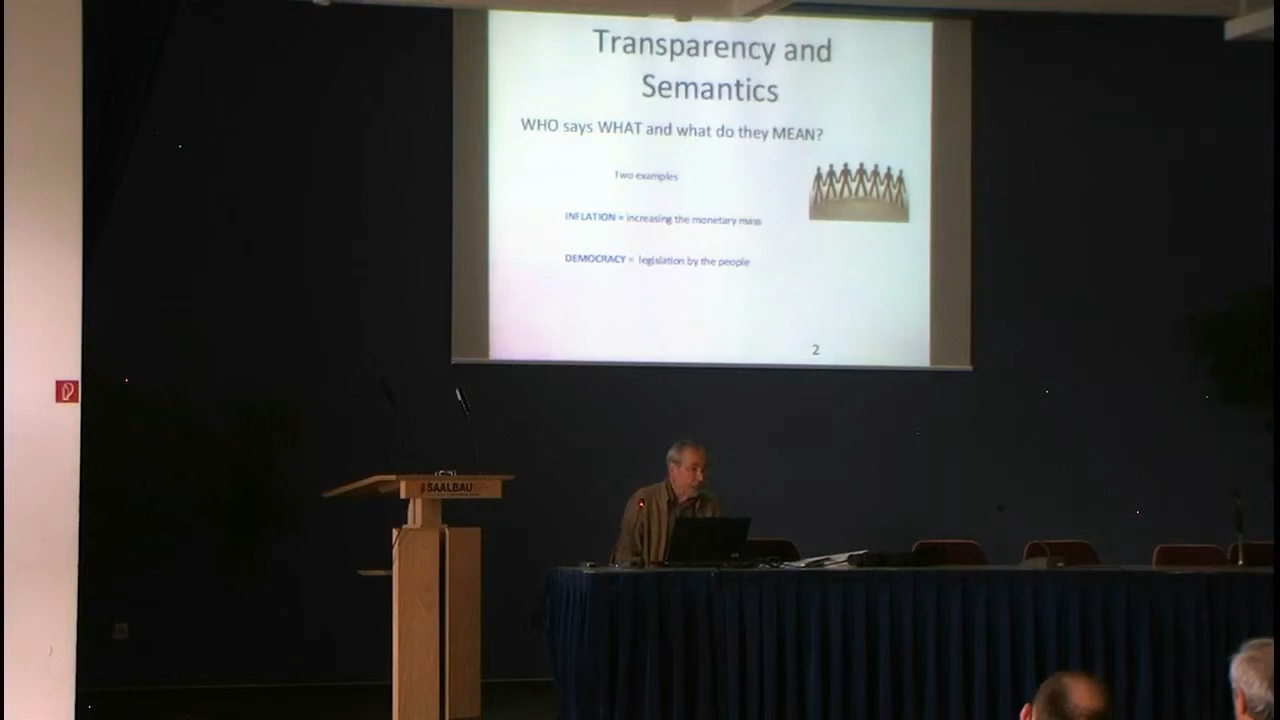 Transparency and
Semantics
WHO says WHAT and what do they MEAN?
Two examples
INFLATION = increasing the monetary mass
DEMOCRACY = legislation by the people
2
SAALBAU